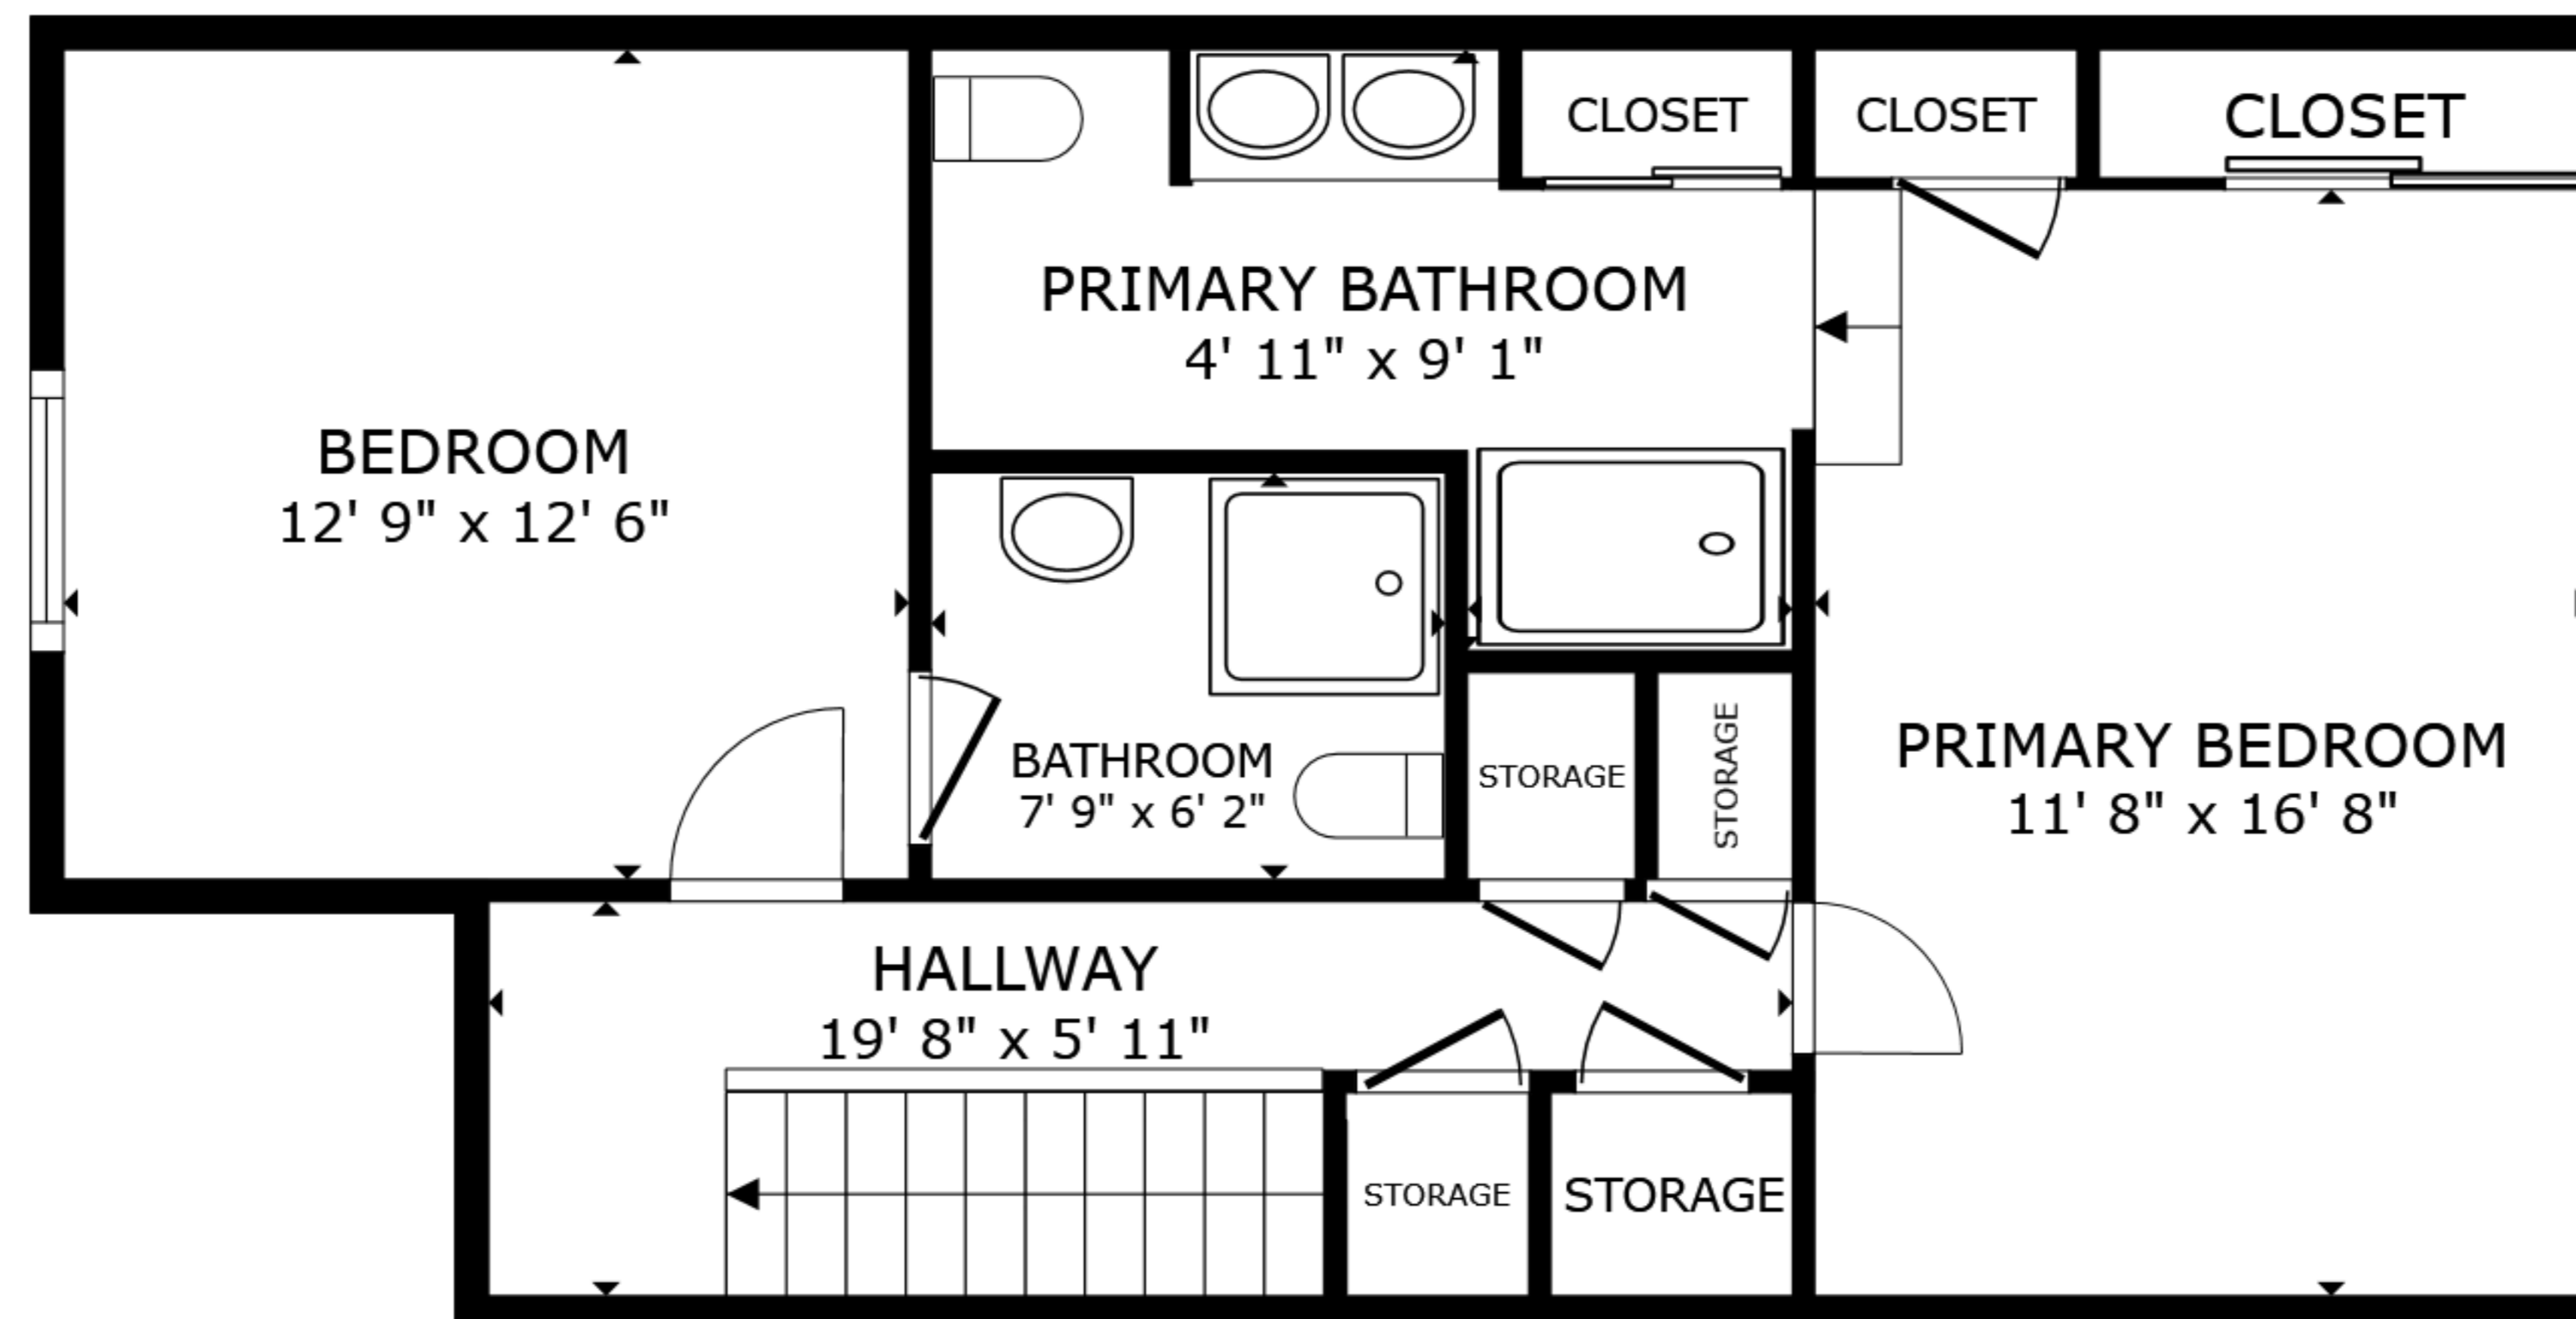 CLOSET
CLOSET
CLOSET
PRIMARY BATHROOM
4' 11" x 9' 1"
BEDROOM
12' 9" x 12' 6"
BATHROOM
7' 9" x 6' 2"
STORAGE
STORAGE
PRIMARY BEDROOM
11' 8" x 16' 8"
HALLWAY
19' 8" x 5' 11"
STORAGE
STORAGE